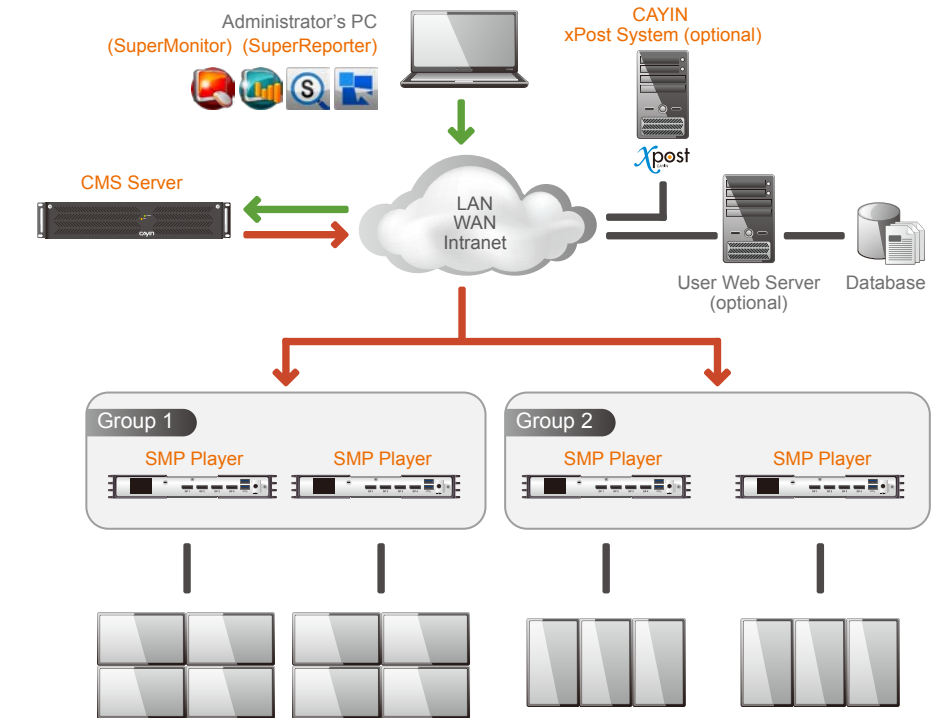 Administrator's PC
(SuperMonitor) (SuperReporter)
CAYIN
xPost System (optional)
S
Xpost
CMS Server
CAYIN
LAN
WAN
Intranet
User Web Server
(optional)
Database
Group 1
Group 2
SMP Player
SMP Player
SMP Player
SMP Player